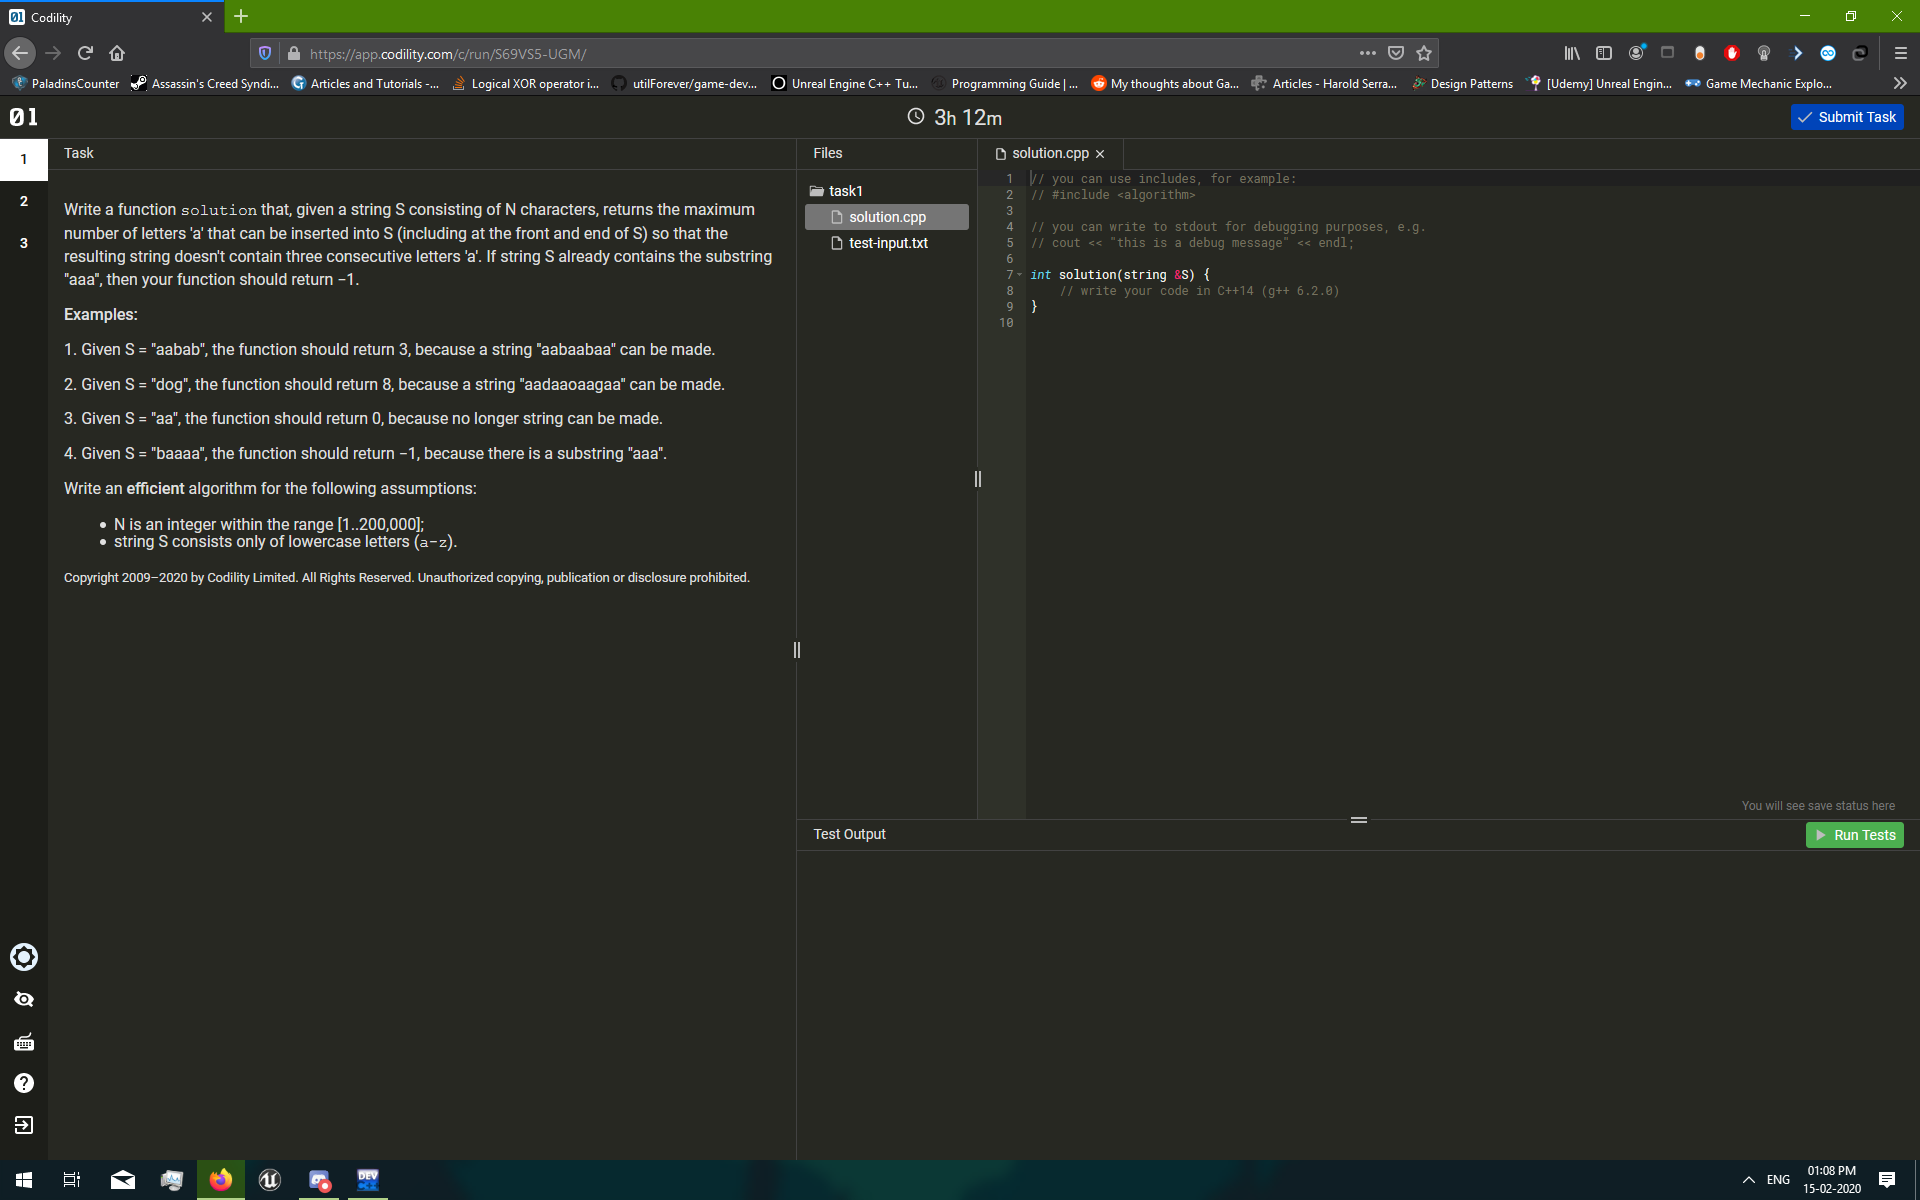 Codility
https://app.codility.com/c/run/S69VS5-UGM/
PaladinsCounter
Assassin's Creed Syndi...
Articles and Tutorials -...
Logical XOR operator i...
utilForever/game-dev...
Unreal Engine C++ Tu...
Programming Guide | ...
My thoughts about Ga...
Articles - Harold Serra...
Design Patterns
[Udemy] Unreal Engin...
Game Mechanic Explo...
01
3h 12m
Submit Task
1
2
3
Task
Write a function solution that, given a string S consisting of N characters, returns the maximum
number of letters 'a' that can be inserted into S (including at the front and end of S) so that the
resulting string doesn't contain three consecutive letters 'a'. If string S already contains the substring
"aaa", then your function should return −1.
Examples:
1. Given S = "aabab", the function should return 3, because a string "aabaabaa" can be made.
2. Given S = "dog", the function should return 8, because a string "aadaaoaagaa" can be made.
3. Given S = "aa", the function should return 0, because no longer string can be made.
4. Given S = "baaaa", the function should return −1, because there is a substring "aaa".
Write an efficient algorithm for the following assumptions:
• N is an integer within the range [1..200,000];
• string S consists only of lowercase letters (a-z).
Copyright 2009–2020 by Codility Limited. All Rights Reserved. Unauthorized copying, publication or disclosure prohibited.
Files
task1
solution.cpp
test-input.txt
solution.cpp
1 // you can use includes, for example:
2 // #include <algorithm>
3
4 // you can write to stdout for debugging purposes, e.g.
5 // cout << "this is a debug message" << endl;
6
7 int solution(string &S) {
8 // write your code in C++14 (g++ 6.2.0)
9 }
10
You will see save status here
Test Output
Run Tests
DEV
ENG
01:08 PM
15-02-2020